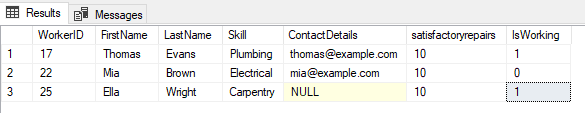 Results Messages
WorkerID FirstName LastName Skill ContactDetails satisfactoryrepairs IsWorking
1 17 Thomas Evans Plumbing thomas@example.com 10 1
2 22 Mia Brown Electrical mia@example.com 10 0
3 25 Ella Wright Carpentry NULL 10 1